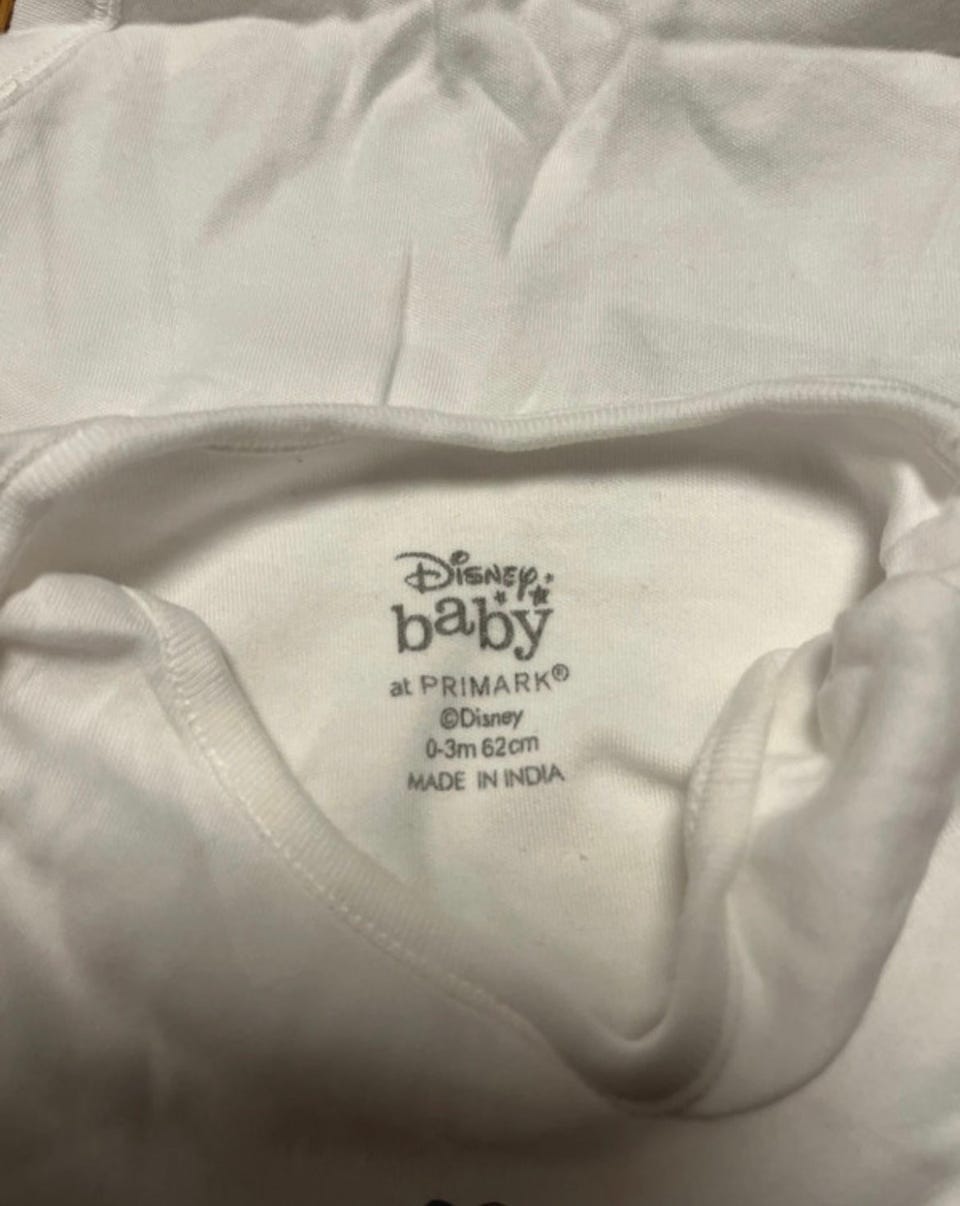 Disney
baby
at PRIMARK®
©Disney
0-3m 62cm
MADE IN INDIA